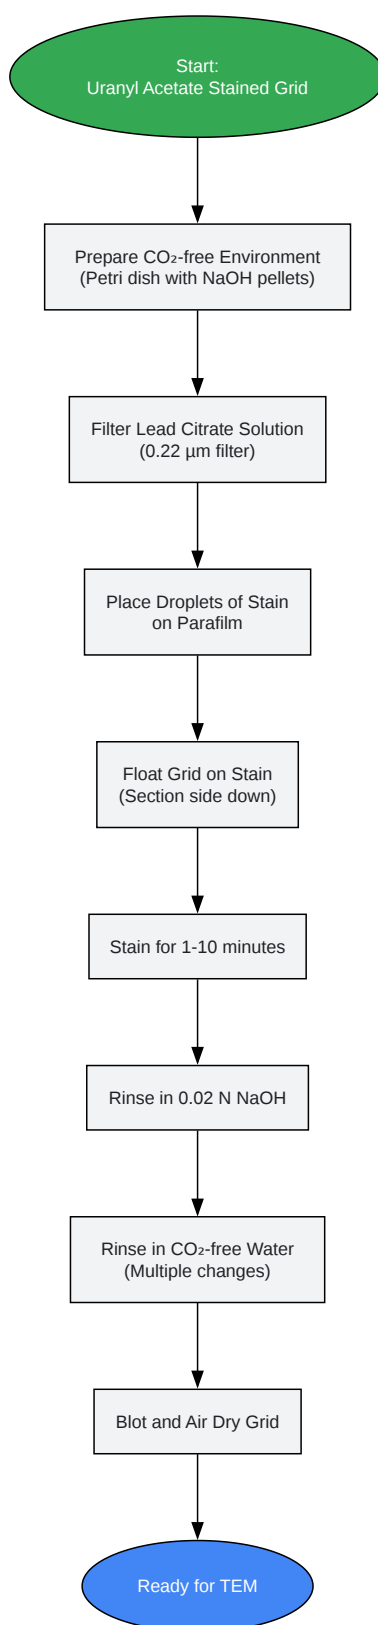 Start:
Uranyl Acetate Stained Grid
Prepare CO₂-free Environment
(Petri dish with NaOH pellets)
Filter Lead Citrate Solution
(0.22 µm filter)
Place Droplets of Stain
on Parafilm
Float Grid on Stain
(Section side down)
Stain for 1-10 minutes
Rinse in 0.02 N NaOH
Rinse in CO₂-free Water
(Multiple changes)
Blot and Air Dry Grid
Ready for TEM